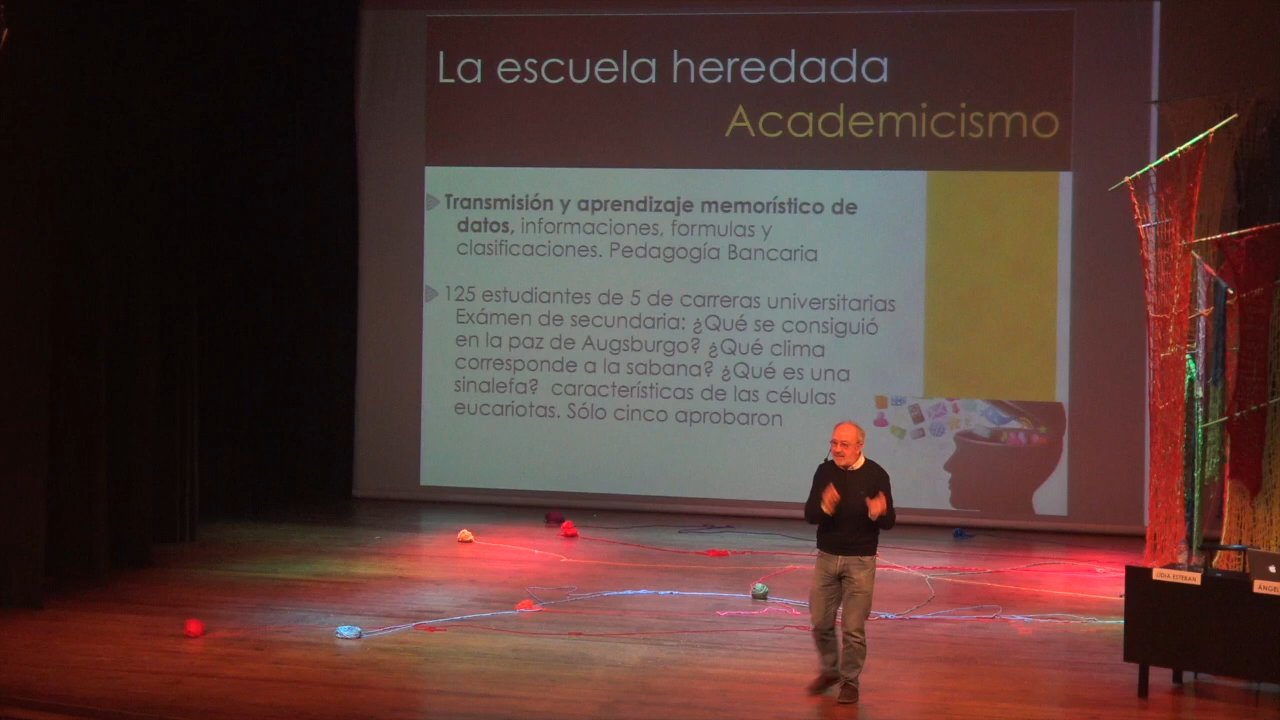 La escuela heredada
Academicismo
Transmisión y aprendizaje memorístico de
datos, informaciones, formulas y
clasificaciones. Pedagogía Bancaria
125 estudiantes de 5 de carreras universitarias
Exámen de secundaria: ¿Qué se consiguió
en la paz de Augsburgo? ¿Qué clima
corresponde a la sabana? ¿Qué es una
sinalefa? características de las células
eucariotas. Sólo cinco aprobaron
LIDIA ESTEBAN
ÁNGEL